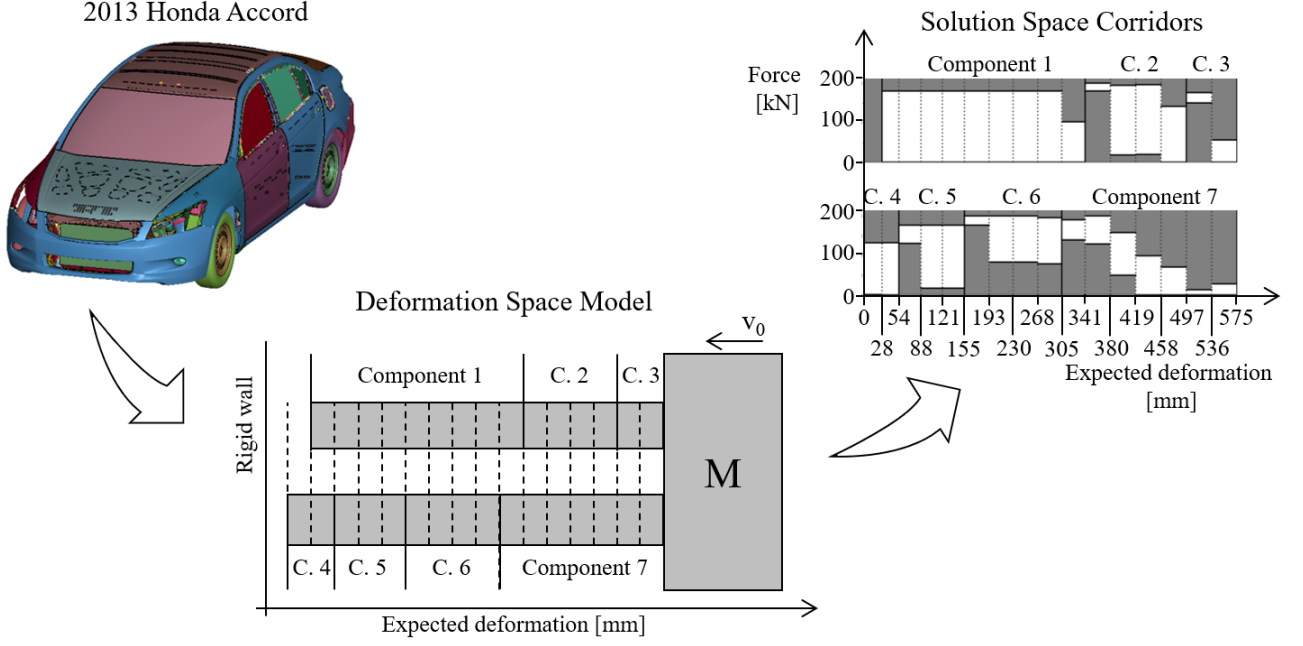 2013 Honda Accord
Solution Space Corridors
Force
[kN]
Component 1
C. 2
C. 3
200
100
0
C. 4
C. 5
C. 6
Component 7
200
100
0
0 54 121 193 268 341 419 497 575
28 88 155 230 305 380 458 536
Expected deformation
[mm]
Deformation Space Model
v0
Rigid wall
Component 1
C. 2
C. 3
M
C. 4
C. 5
C. 6
Component 7
Expected deformation [mm]